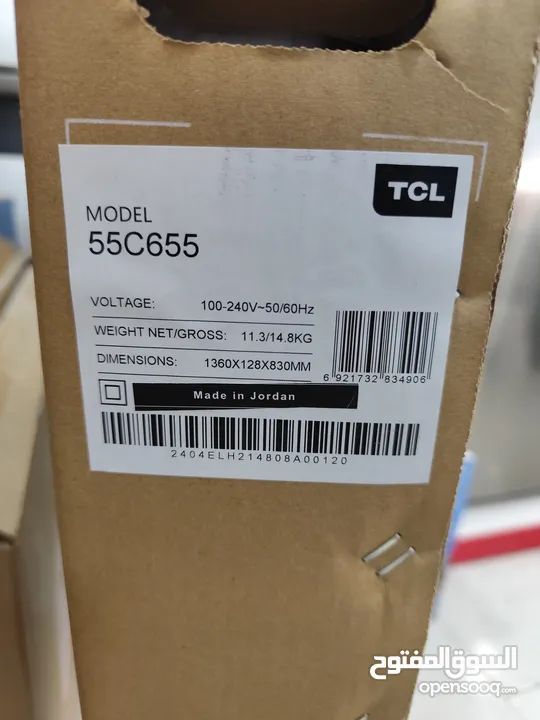 TCL
MODEL
55C655
VOLTAGE: 100-240V~50/60Hz
WEIGHT NET/GROSS: 11.3/14.8KG
DIMENSIONS: 1360X128X830MM
6 921732 834906
Made in Jordan
2404ELH214808A00120
السوق المفتوح
opensooq.com